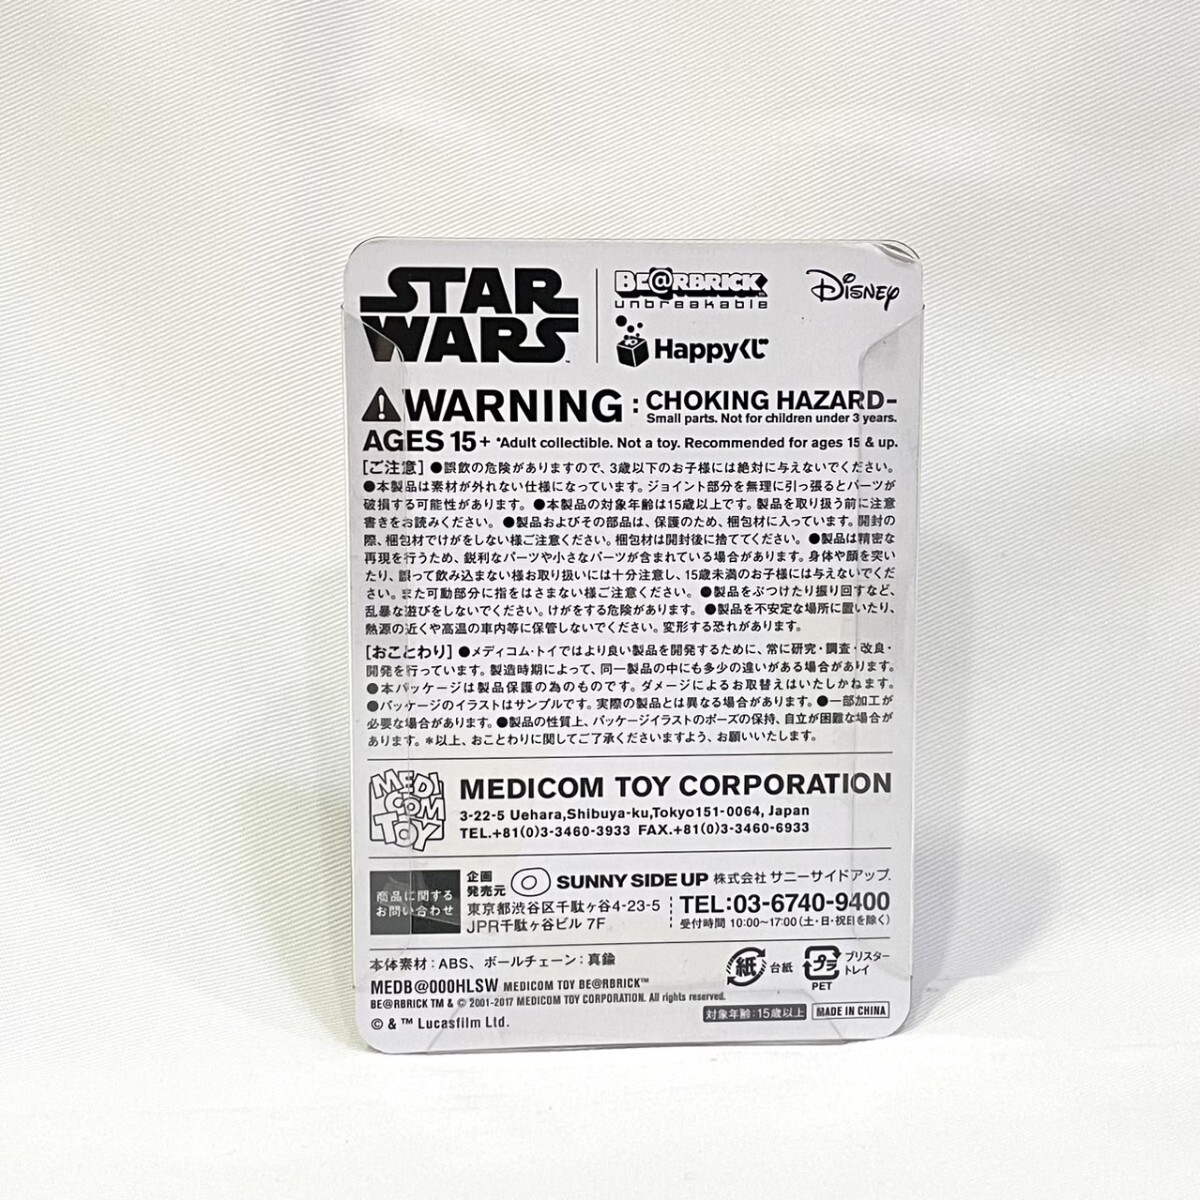 STAR
WARS
BE@RBRICK
unbreakable
Happyくじ
Disney
WARNING : CHOKING HAZARD-
Small parts. Not for children under 3 years.
AGES 15+ *Adult collectible. Not a toy. Recommended for ages 15 & up.
[ご注意] ●誤飲の危険がありますので、3歳以下のお子様には絶対に与えないでください。
●本製品は素材が外れない仕様になっています。ジョイント部分を無理に引っ張るとパーツが
破損する可能性があります。●本製品の対象年齢は15歳以上です。製品を取り扱う前に注意
書きをお読みください。●製品およびその部品は、保護のため、梱包材に入っています。開封の
際、梱包材でけがをしない様ご注意ください。梱包材は開封後に捨ててください。●製品は精密な
再現を行うため、鋭利なパーツや小さなパーツが含まれている場合があります。身体や顔を突い
たり、誤って飲み込まない様お取り扱いには十分注意し、15歳未満のお子様には与えないでくだ
さい。また可動部分に指をはさまない様ご注意ください。●製品をぶつけたり振り回すなど、
乱暴な遊びをしないでください。けがをする危険があります。●製品を不安定な場所に置いたり、
熱源の近くや高温の車内等に保管しないでください。変形する恐れがあります。
[おことわり] ●メディコム・トイではより良い製品を開発するために、常に研究・調査・改良・
開発を行っています。製造時期によって、同一製品の中にも多少の違いがある場合があります。
●本パッケージは製品保護の為のものです。ダメージによるお取替えはいたしかねます。
●パッケージのイラストはサンプルです。実際の製品とは異なる場合があります。●一部加工が
必要な場合があります。●製品の性質上、パッケージイラストのポーズの保持、自立が困難な場合が
あります。*以上、おことわりに関してご了承くださいますよう、お願いいたします。
MEDI
COM
TOY
MEDICOM TOY CORPORATION
3-22-5 Uehara,Shibuya-ku,Tokyo151-0064, Japan
TEL.+81(0)3-3460-3933 FAX.+81(0)3-3460-6933
商品に関する
お問い合わせ
企画
発売元
SUNNY SIDE UP 株式会社 サニーサイドアップ
東京都渋谷区千駄ヶ谷4-23-5
JPR千駄ヶ谷ビル 7F
TEL:03-6740-9400
受付時間 10:00〜17:00(土・日・祝日を除く)
本体素材:ABS、ボールチェーン:真鍮
紙 台紙
プラ
PET
ブリスター
トレイ
MEDB@000HLSW MEDICOM TOY BE@RBRICK™
BE@RBRICK TM & © 2001-2017 MEDICOM TOY CORPORATION. All rights reserved.
© & ™ Lucasfilm Ltd.
対象年齢:15歳以上
MADE IN CHINA